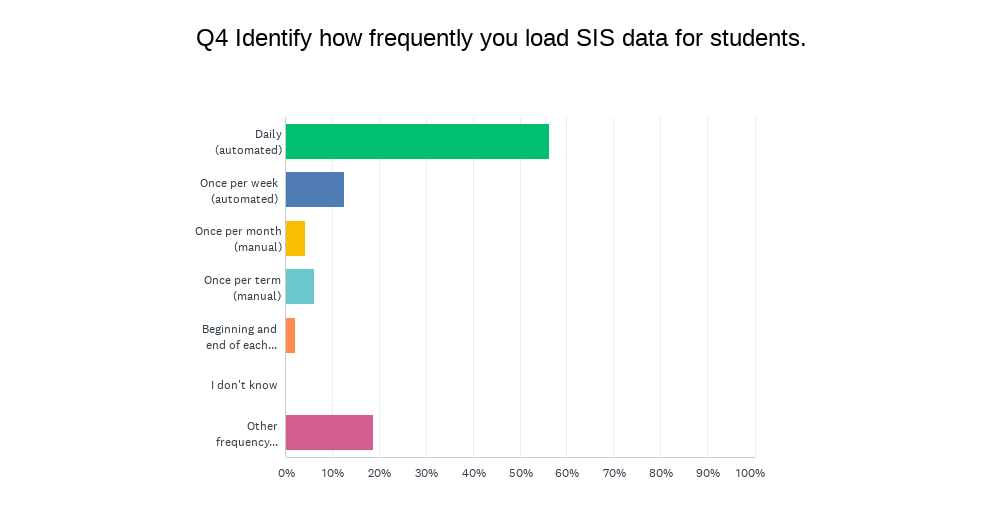 Q4 Identify how frequently you load SIS data for students.
Daily
(automated)
Once per week
(automated)
Once per month
(manual)
Once per term
(manual)
Beginning and
end of each...
I don't know
Other
frequency...
0% 10% 20% 30% 40% 50% 60% 70% 80% 90% 100%